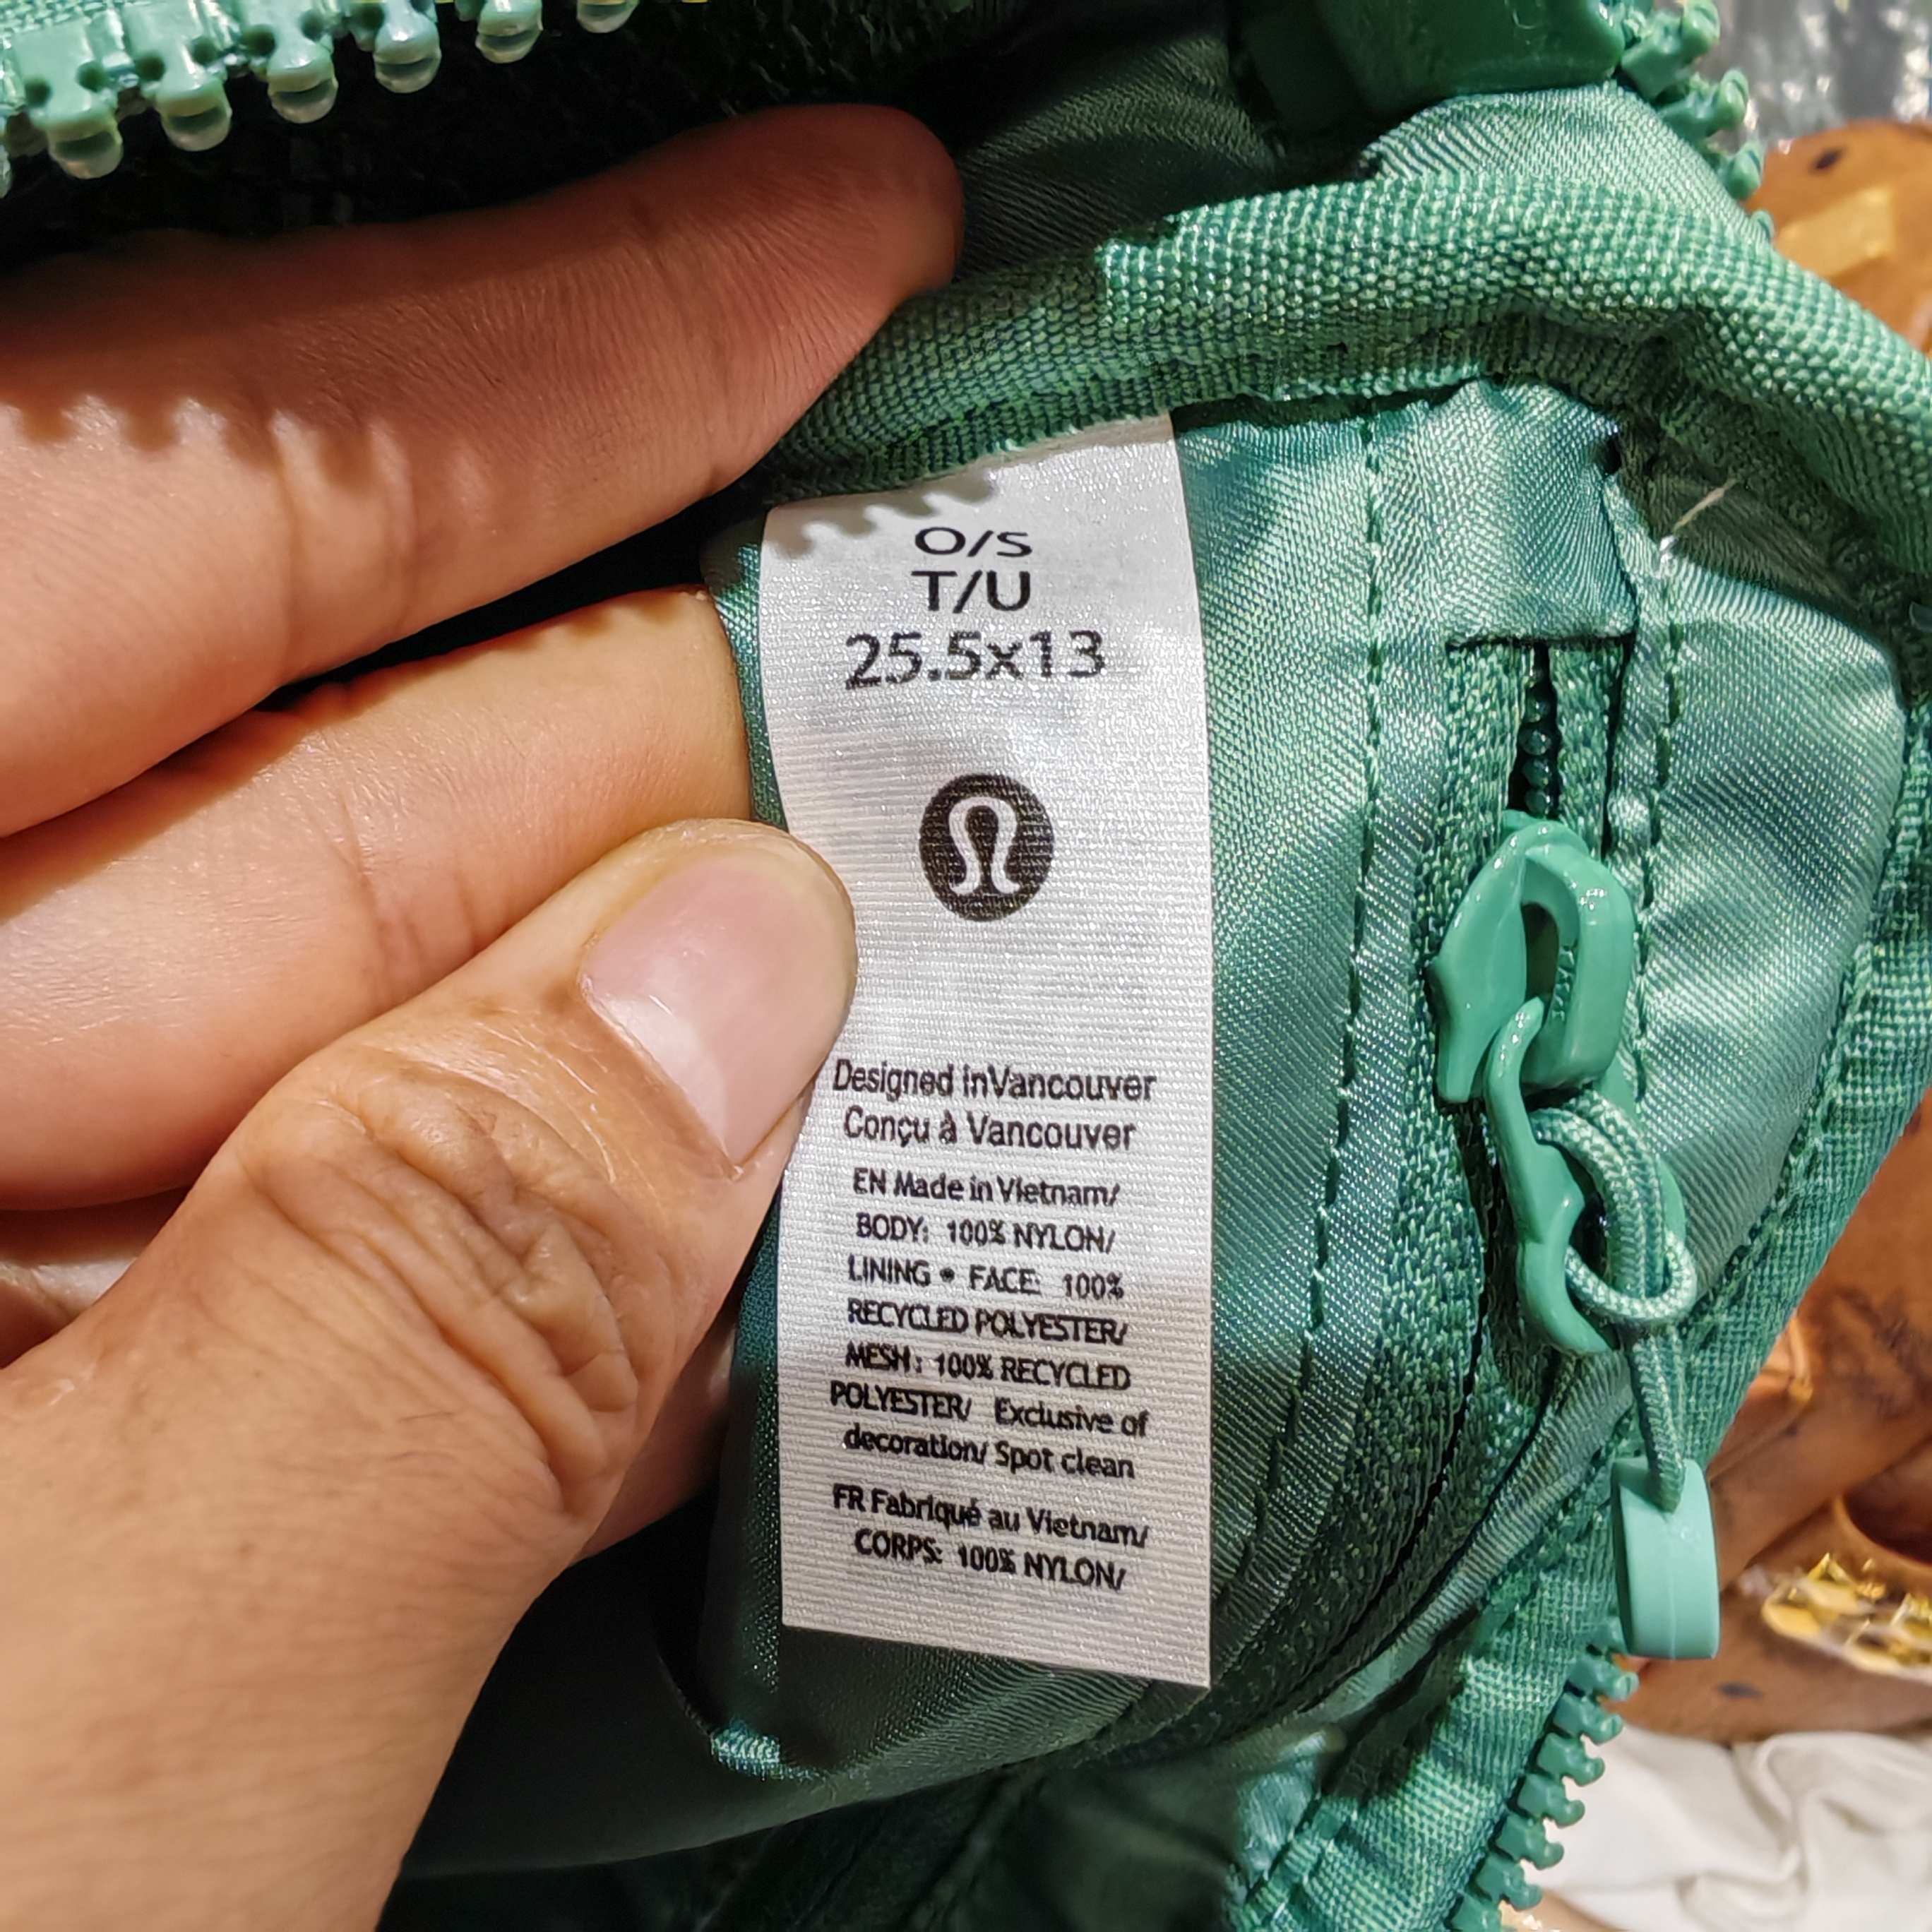 O/S
T/U
25.5x13
Designed inVancouver
Conçu à Vancouver
EN Made in Vietnam/
BODY: 100% NYLON/
LINING • FACE: 100%
RECYCLED POLYESTER/
MESH: 100% RECYCLED
POLYESTER/ Exclusive of
decoration/ Spot clean
FR Fabriqué au Vietnam/
CORPS: 100% NYLON/